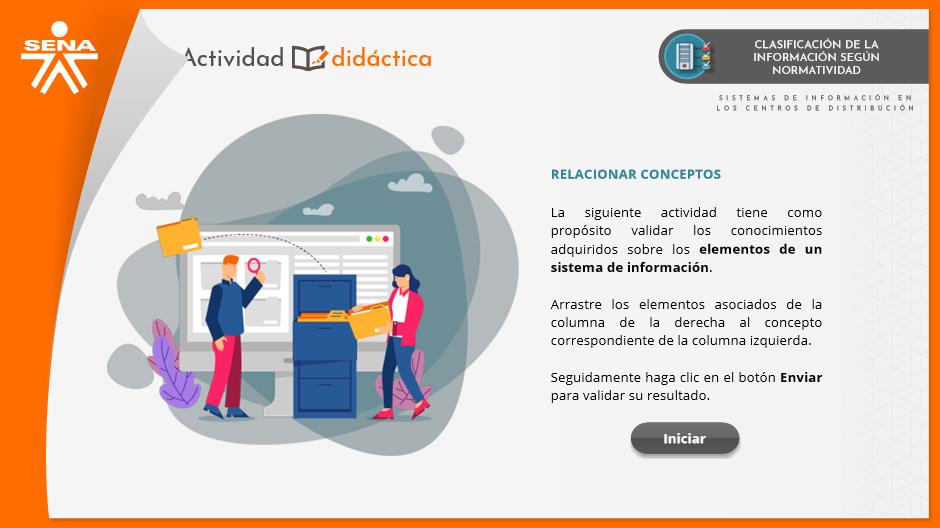 SENA
Actividad didáctica
CLASIFICACIÓN DE LA
INFORMACIÓN SEGÚN
NORMATIVIDAD
SISTEMAS DE INFORMACIÓN EN
LOS CENTROS DE DISTRIBUCIÓN
RELACIONAR CONCEPTOS
La siguiente actividad tiene como
propósito validar los conocimientos
adquiridos sobre los elementos de un
sistema de información.
Arrastre los elementos asociados de la
columna de la derecha al concepto
correspondiente de la columna izquierda.
Seguidamente haga clic en el botón Enviar
para validar su resultado.
Iniciar